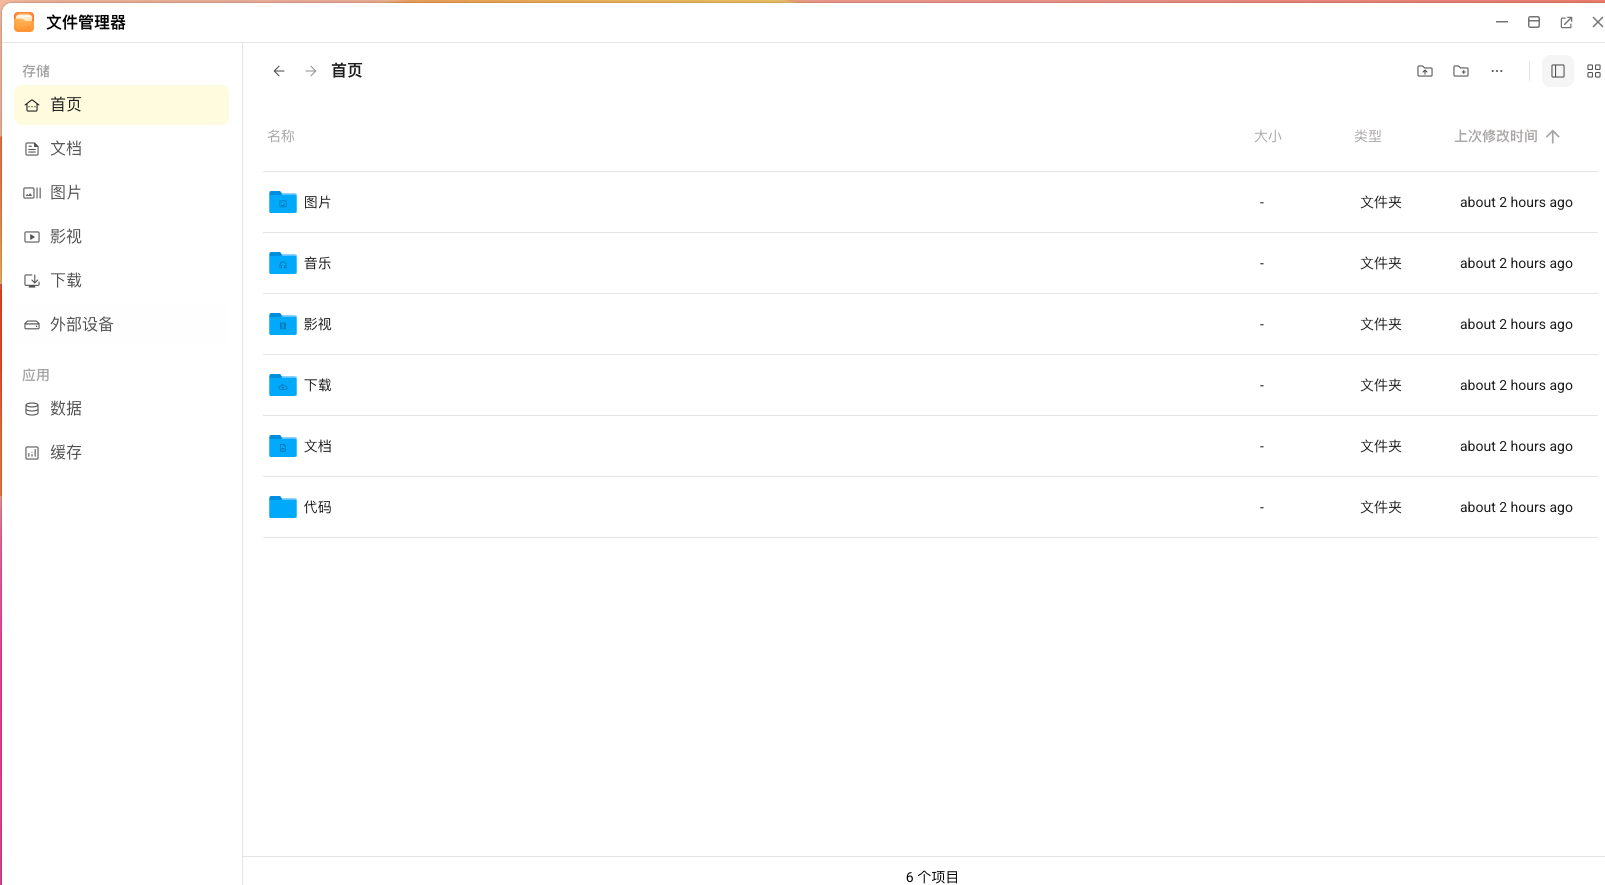 文件管理器
存储
首页
文档
图片
影视
下载
外部设备
应用
数据
缓存
首页
名称 大小 类型 上次修改时间
图片 - 文件夹 about 2 hours ago
音乐 - 文件夹 about 2 hours ago
影视 - 文件夹 about 2 hours ago
下载 - 文件夹 about 2 hours ago
文档 - 文件夹 about 2 hours ago
代码 - 文件夹 about 2 hours ago
6 个项目